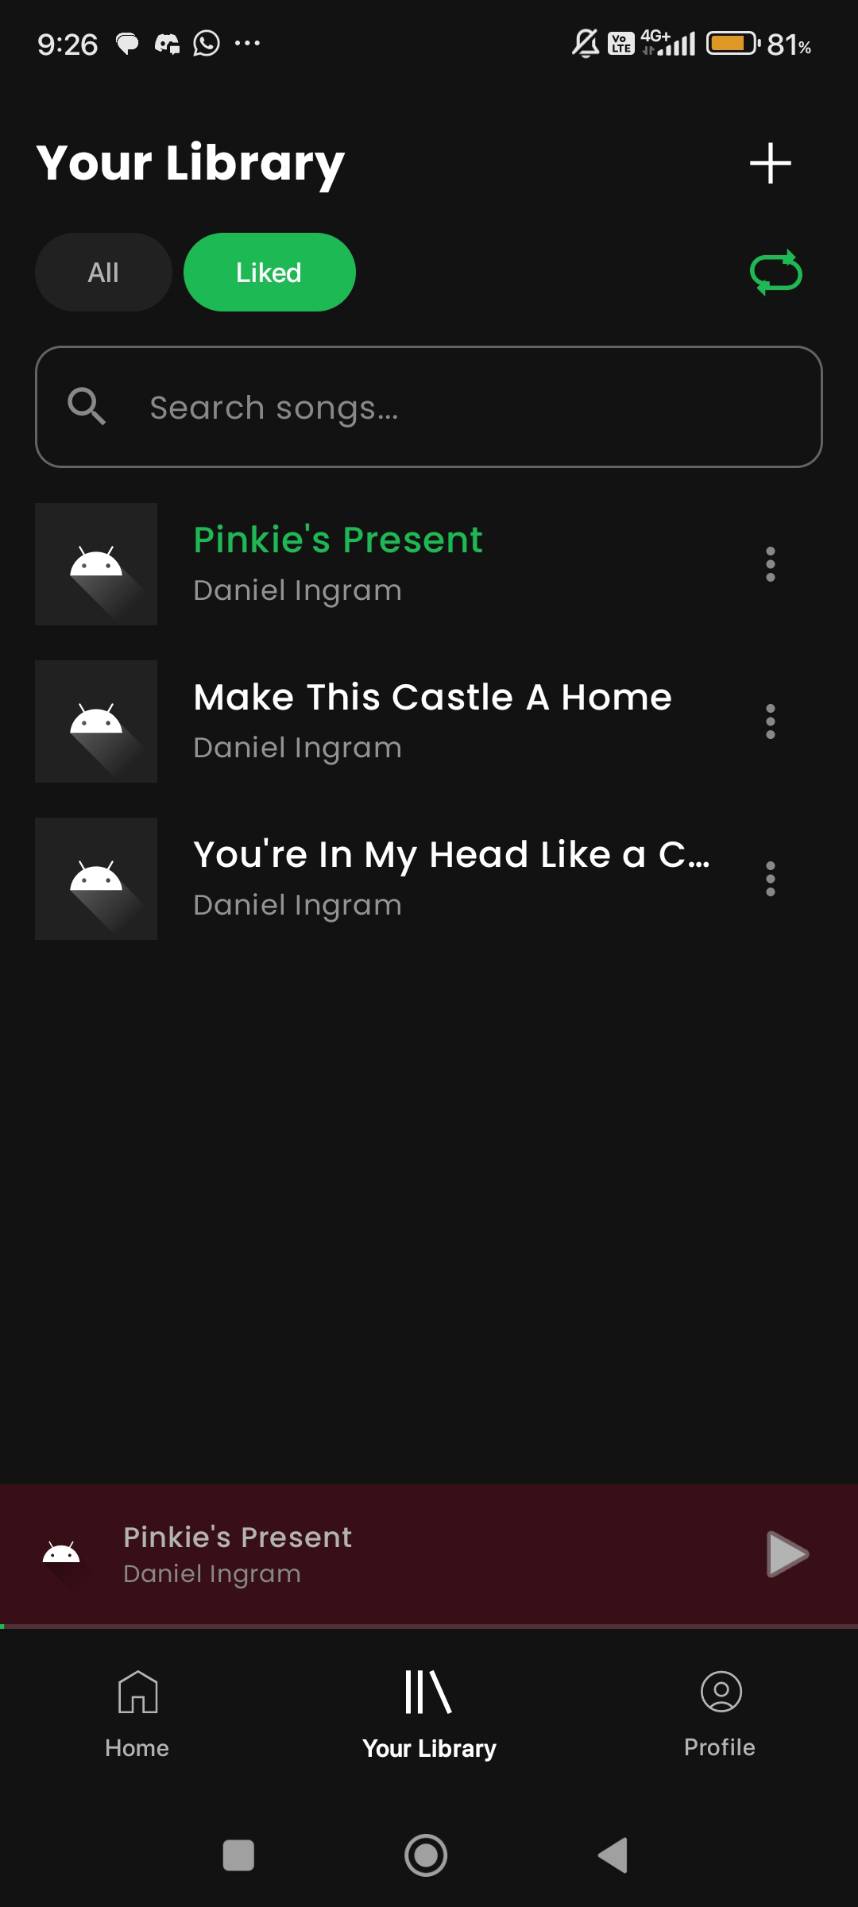 9:26
Vo LTE 4G+ 81%
Your Library
All Liked
Search songs...
Pinkie's Present
Daniel Ingram
Make This Castle A Home
Daniel Ingram
You're In My Head Like a C...
Daniel Ingram
Pinkie's Present
Daniel Ingram
Home Your Library Profile